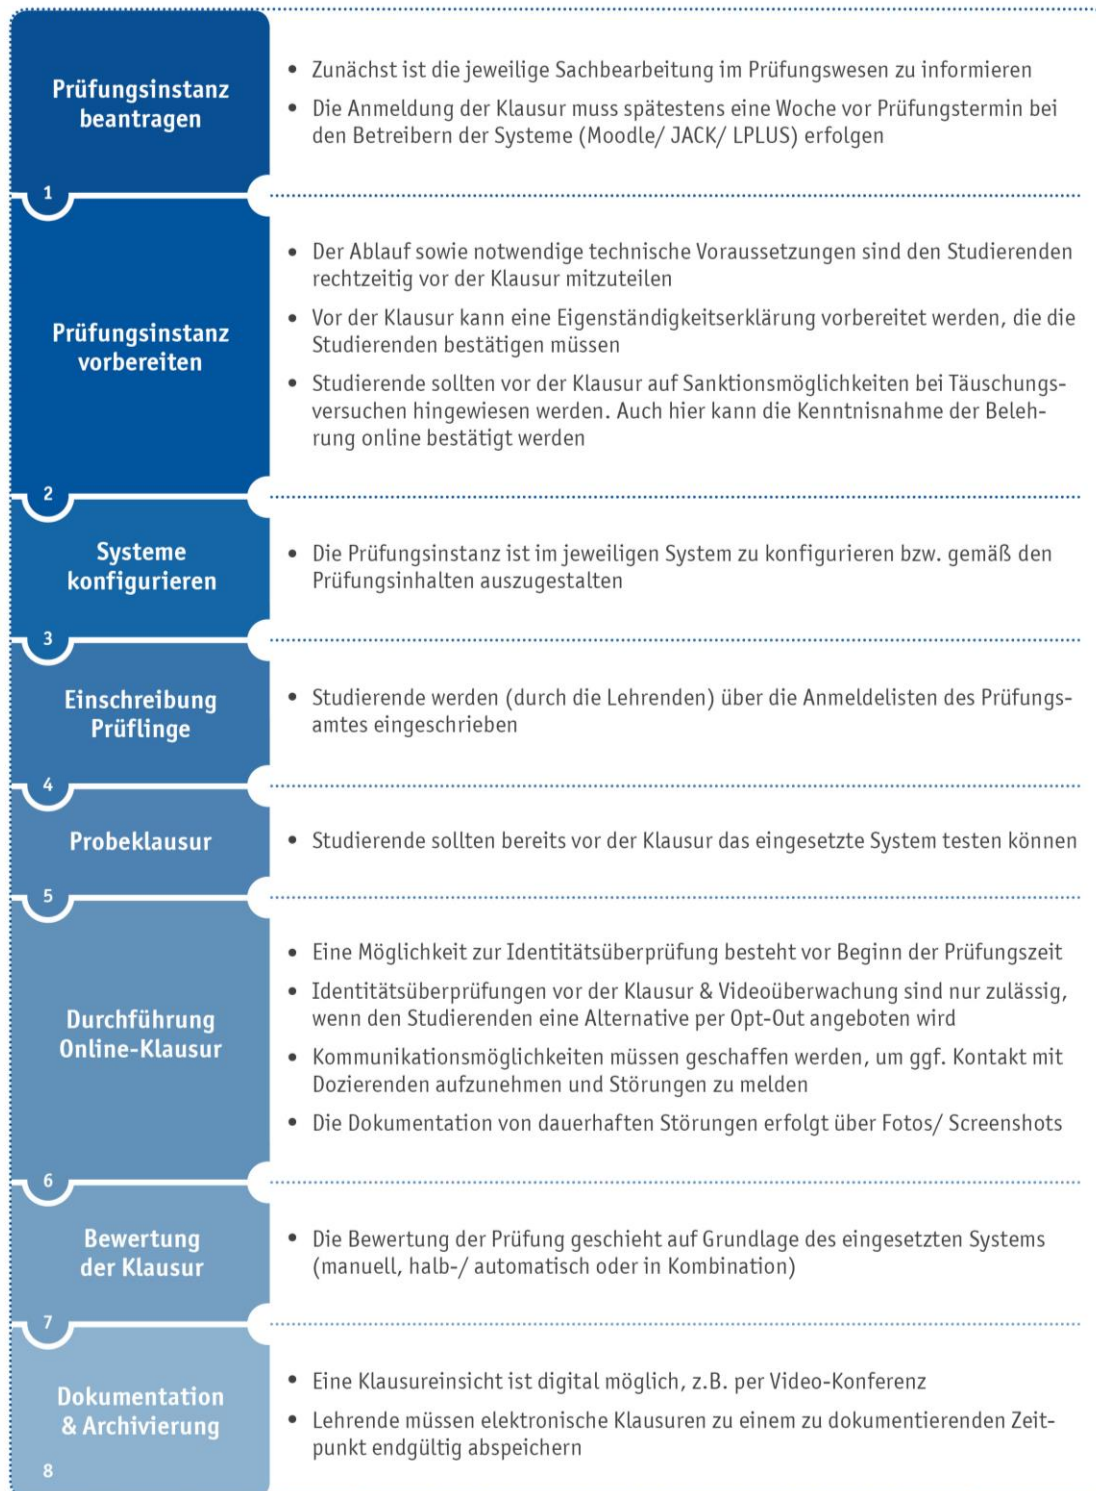 Prüfungsinstanz
beantragen
• Zunächst ist die jeweilige Sachbearbeitung im Prüfungswesen zu informieren
• Die Anmeldung der Klausur muss spätestens eine Woche vor Prüfungstermin bei
den Betreibern der Systeme (Moodle/ JACK/ LPLUS) erfolgen
1
Prüfungsinstanz
vorbereiten
• Der Ablauf sowie notwendige technische Voraussetzungen sind den Studierenden
rechtzeitig vor der Klausur mitzuteilen
• Vor der Klausur kann eine Eigenständigkeitserklärung vorbereitet werden, die die
Studierenden bestätigen müssen
• Studierende sollten vor der Klausur auf Sanktionsmöglichkeiten bei Täuschungs-
versuchen hingewiesen werden. Auch hier kann die Kenntnisnahme der Beleh-
rung online bestätigt werden
2
Systeme
konfigurieren
• Die Prüfungsinstanz ist im jeweiligen System zu konfigurieren bzw. gemäß den
Prüfungsinhalten auszugestalten
3
Einschreibung
Prüflinge
• Studierende werden (durch die Lehrenden) über die Anmeldelisten des Prüfungs-
amtes eingeschrieben
4
Probeklausur
• Studierende sollten bereits vor der Klausur das eingesetzte System testen können
5
Durchführung
Online-Klausur
• Eine Möglichkeit zur Identitätsüberprüfung besteht vor Beginn der Prüfungszeit
• Identitätsüberprüfungen vor der Klausur & Videoüberwachung sind nur zulässig,
wenn den Studierenden eine Alternative per Opt-Out angeboten wird
• Kommunikationsmöglichkeiten müssen geschaffen werden, um ggf. Kontakt mit
Dozierenden aufzunehmen und Störungen zu melden
• Die Dokumentation von dauerhaften Störungen erfolgt über Fotos/ Screenshots
6
Bewertung
der Klausur
• Die Bewertung der Prüfung geschieht auf Grundlage des eingesetzten Systems
(manuell, halb-/ automatisch oder in Kombination)
7
Dokumentation
& Archivierung
• Eine Klausureinsicht ist digital möglich, z.B. per Video-Konferenz
• Lehrende müssen elektronische Klausuren zu einem zu dokumentierenden Zeit-
punkt endgültig abspeichern
8